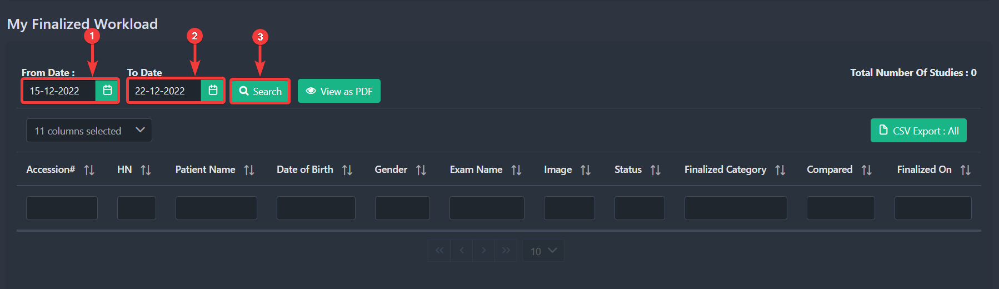 My Finalized Workload
1 2 3
From Date : To Date Total Number Of Studies : 0
15-12-2022 22-12-2022 Search View as PDF
11 columns selected CSV Export : All
Accession# HN Patient Name Date of Birth Gender Exam Name Image Status Finalized Category Compared Finalized On
10